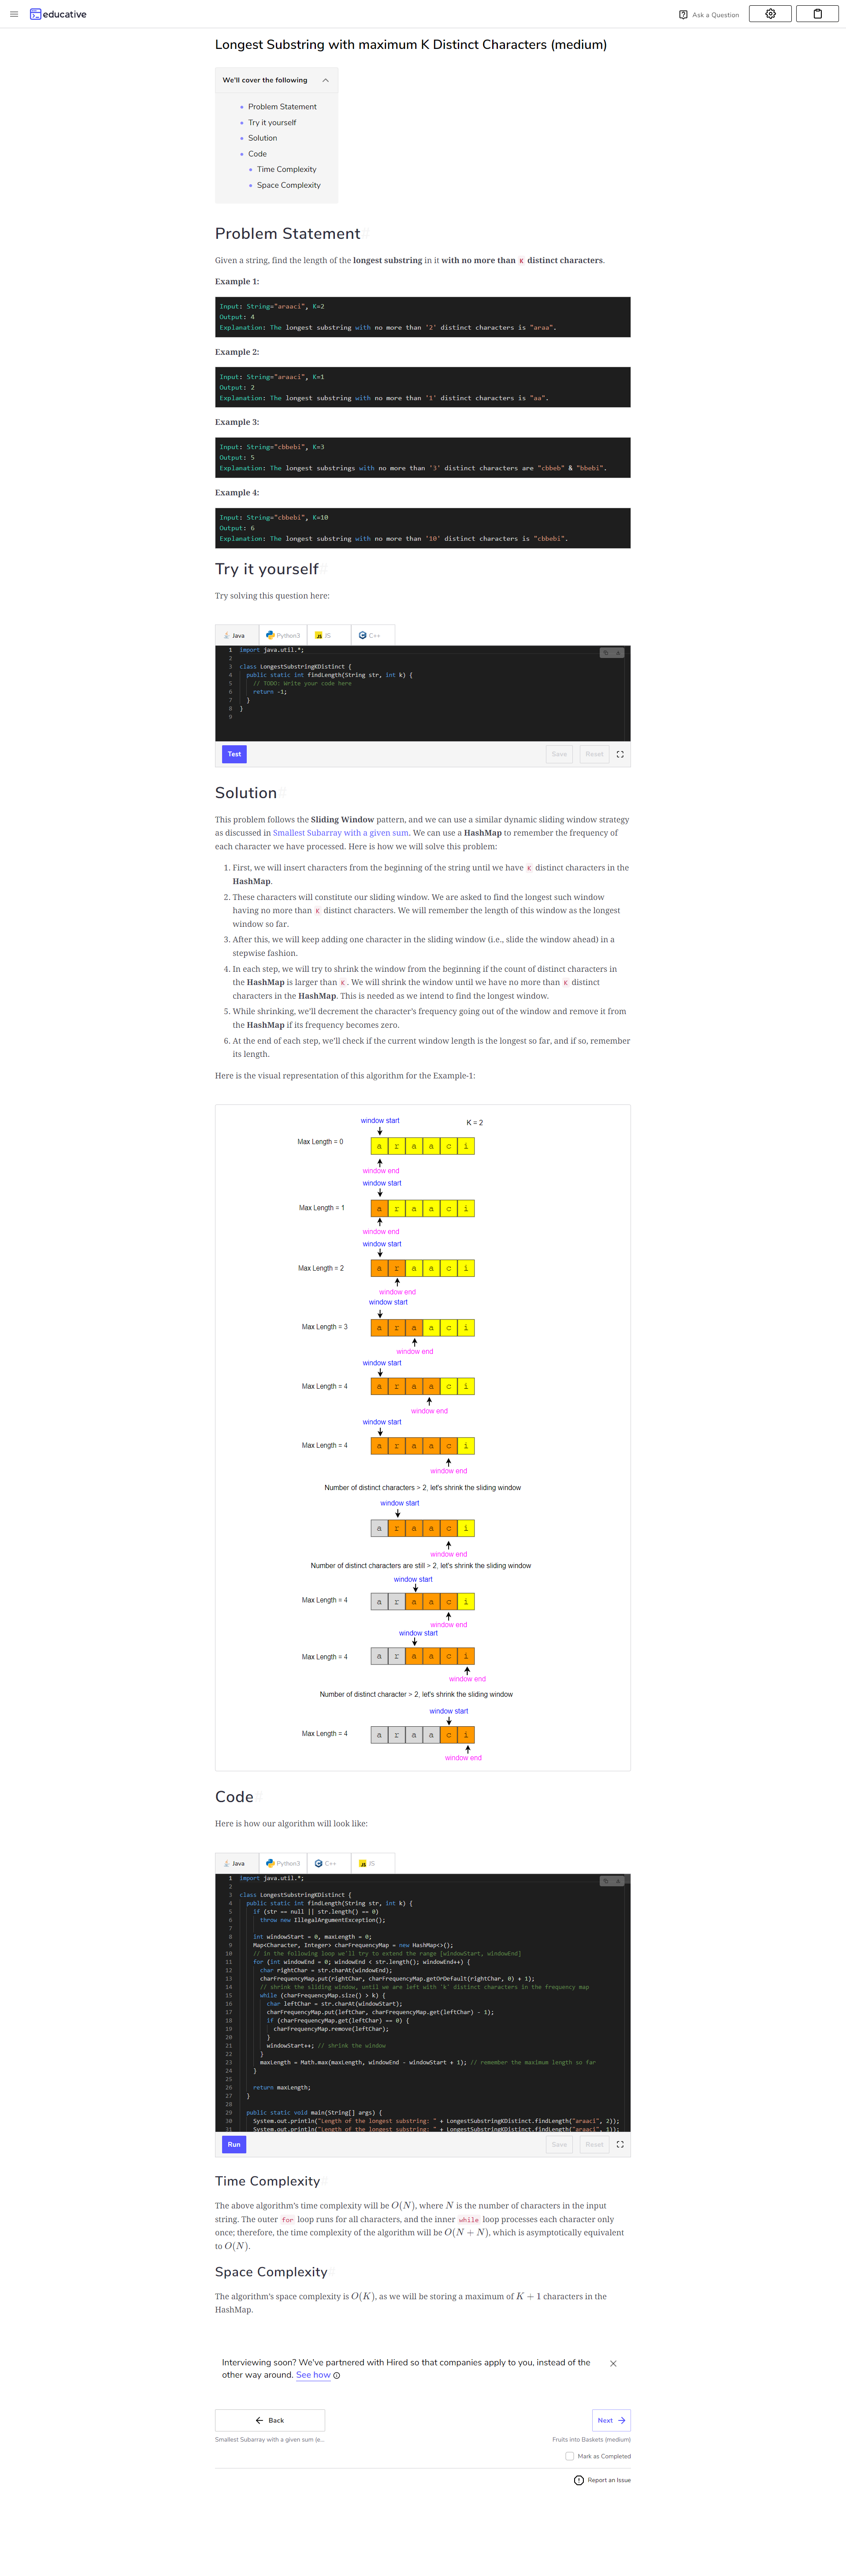 educative
Ask a Question
Longest Substring with maximum K Distinct Characters (medium)
We'll cover the following
Problem Statement
Try it yourself
Solution
Code
Time Complexity
Space Complexity
Problem Statement#
Given a string, find the length of the longest substring in it with no more than K distinct characters.
Example 1:
Input: String="araaci", K=2
Output: 4
Explanation: The longest substring with no more than '2' distinct characters is "araa".
Example 2:
Input: String="araaci", K=1
Output: 2
Explanation: The longest substring with no more than '1' distinct characters is "aa".
Example 3:
Input: String="cbbebi", K=3
Output: 5
Explanation: The longest substrings with no more than '3' distinct characters are "cbbeb" & "bbebi".
Example 4:
Input: String="cbbebi", K=10
Output: 6
Explanation: The longest substring with no more than '10' distinct characters is "cbbebi".
Try it yourself#
Try solving this question here:
Java Python3 JS C++
1 import java.util.*;
2
3 class LongestSubstringKDistinct {
4 public static int findLength(String str, int k) {
5 // TODO: Write your code here
6 return -1;
7 }
8 }
9
Test Save Reset
Solution#
This problem follows the Sliding Window pattern, and we can use a similar dynamic sliding window strategy
as discussed in Smallest Subarray with a given sum. We can use a HashMap to remember the frequency of
each character we have processed. Here is how we will solve this problem:
1. First, we will insert characters from the beginning of the string until we have K distinct characters in the
HashMap.
2. These characters will constitute our sliding window. We are asked to find the longest such window
having no more than K distinct characters. We will remember the length of this window as the longest
window so far.
3. After this, we will keep adding one character in the sliding window (i.e., slide the window ahead) in a
stepwise fashion.
4. In each step, we will try to shrink the window from the beginning if the count of distinct characters in
the HashMap is larger than K. We will shrink the window until we have no more than K distinct
characters in the HashMap. This is needed as we intend to find the longest window.
5. While shrinking, we'll decrement the character's frequency going out of the window and remove it from
the HashMap if its frequency becomes zero.
6. At the end of each step, we'll check if the current window length is the longest so far, and if so, remember
its length.
Here is the visual representation of this algorithm for the Example-1:
window start K = 2
Max Length = 0 a r a a c i
window end
window start
Max Length = 1 a r a a c i
window end
window start
Max Length = 2 a r a a c i
window end
window start
Max Length = 3 a r a a c i
window end
window start
Max Length = 4 a r a a c i
window end
window start
Max Length = 4 a r a a c i
window end
Number of distinct characters > 2, let's shrink the sliding window
window start
a r a a c i
window end
Number of distinct characters are still > 2, let's shrink the sliding window
window start
Max Length = 4 a r a a c i
window end
window start
Max Length = 4 a r a a c i
window end
Number of distinct character > 2, let's shrink the sliding window
window start
Max Length = 4 a r a a c i
window end
Code#
Here is how our algorithm will look like:
Java Python3 C++ JS
1 import java.util.*;
2
3 class LongestSubstringKDistinct {
4 public static int findLength(String str, int k) {
5 if (str == null || str.length() == 0)
6 throw new IllegalArgumentException();
7
8 int windowStart = 0, maxLength = 0;
9 Map<Character, Integer> charFrequencyMap = new HashMap<>();
10 // in the following loop we'll try to extend the range [windowStart, windowEnd]
11 for (int windowEnd = 0; windowEnd < str.length(); windowEnd++) {
12 char rightChar = str.charAt(windowEnd);
13 charFrequencyMap.put(rightChar, charFrequencyMap.getOrDefault(rightChar, 0) + 1);
14 // shrink the sliding window, until we are left with 'k' distinct characters in the frequency map
15 while (charFrequencyMap.size() > k) {
16 char leftChar = str.charAt(windowStart);
17 charFrequencyMap.put(leftChar, charFrequencyMap.get(leftChar) - 1);
18 if (charFrequencyMap.get(leftChar) == 0) {
19 charFrequencyMap.remove(leftChar);
20 }
21 windowStart++; // shrink the window
22 }
23 maxLength = Math.max(maxLength, windowEnd - windowStart + 1); // remember the maximum length so far
24 }
25
26 return maxLength;
27 }
28
29 public static void main(String[] args) {
30 System.out.println("Length of the longest substring: " + LongestSubstringKDistinct.findLength("araaci", 2));
31 System.out.println("Length of the longest substring: " + LongestSubstringKDistinct.findLength("araaci", 1));
Run Save Reset
Time Complexity#
The above algorithm's time complexity will be O(N), where N is the number of characters in the input
string. The outer for loop runs for all characters, and the inner while loop processes each character only
once; therefore, the time complexity of the algorithm will be O(N + N), which is asymptotically equivalent
to O(N).
Space Complexity
The algorithm's space complexity is O(K), as we will be storing a maximum of K + 1 characters in the
HashMap.
Interviewing soon? We've partnered with Hired so that companies apply to you, instead of the
other way around. See how
Back Next
Smallest Subarray with a given sum (e... Fruits into Baskets (medium)
Mark as Completed
Report an Issue